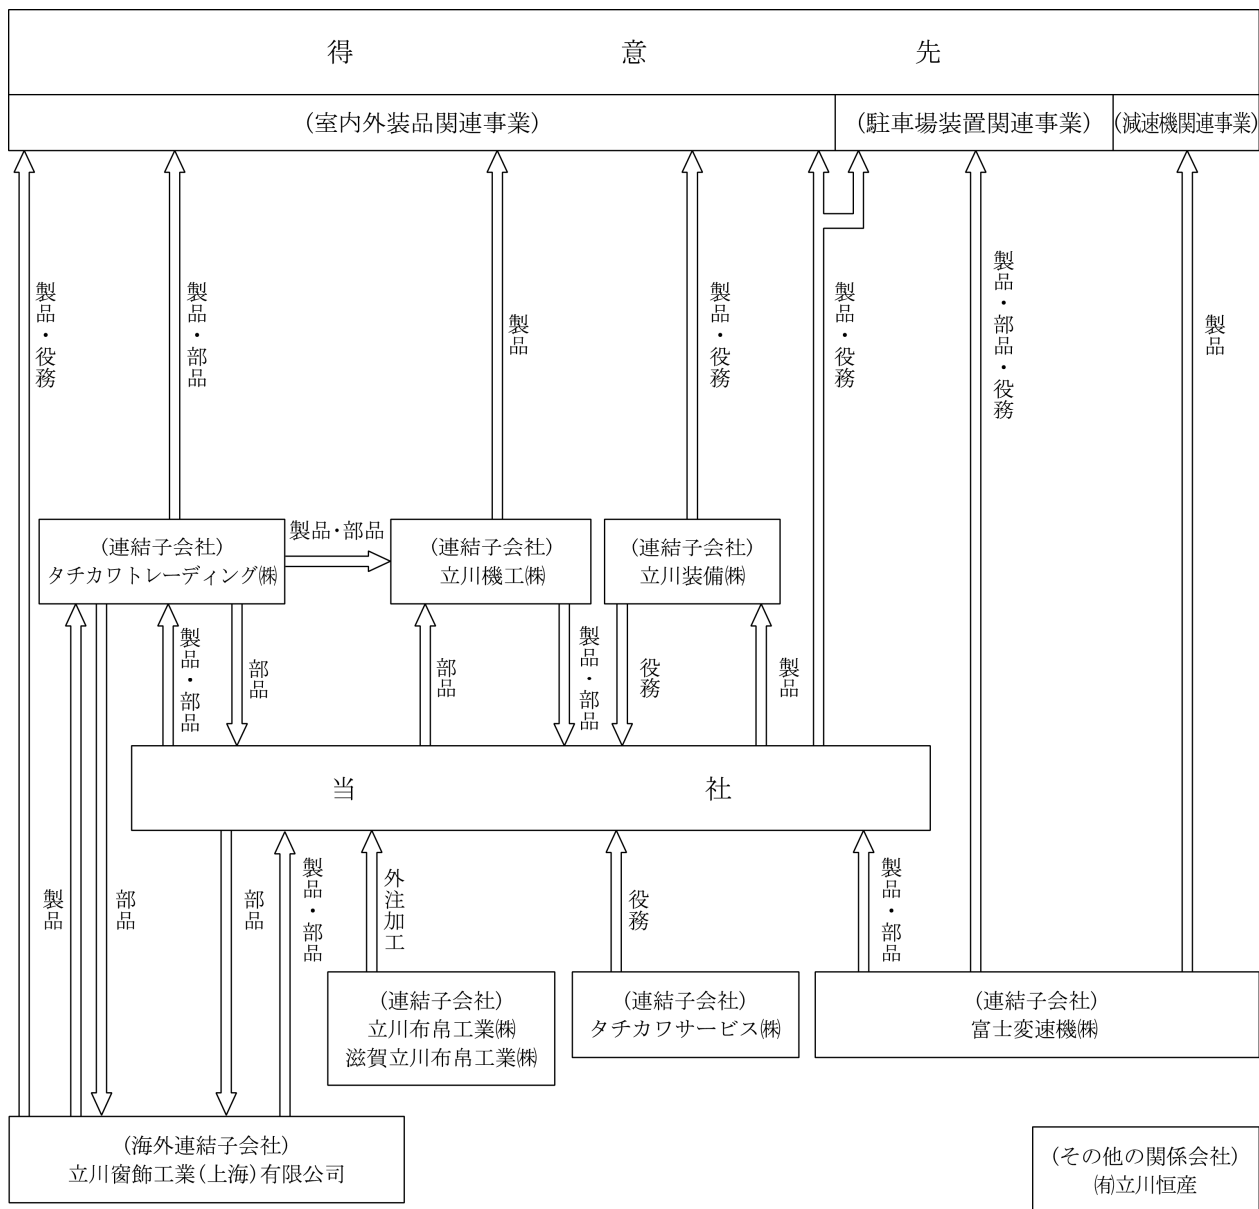 得意先
(室内外装品関連事業)
(駐車場装置関連事業)
(減速機関連事業)
製品・役務
製品・部品
製品
製品・役務
製品・役務
製品・部品・役務
製品
(連結子会社)
タチカワトレーディング㈱
製品・部品
(連結子会社)
立川機工㈱
(連結子会社)
立川装備㈱
製品・部品
部品
部品
製品・部品
役務
製品
当社
製品
部品
部品
製品・部品
外注加工
役務
製品・部品
(連結子会社)
立川布帛工業㈱
滋賀立川布帛工業㈱
(連結子会社)
タチカワサービス㈱
(連結子会社)
富士変速機㈱
(海外連結子会社)
立川窗飾工業(上海)有限公司
(その他の関係会社)
㈲立川恒産